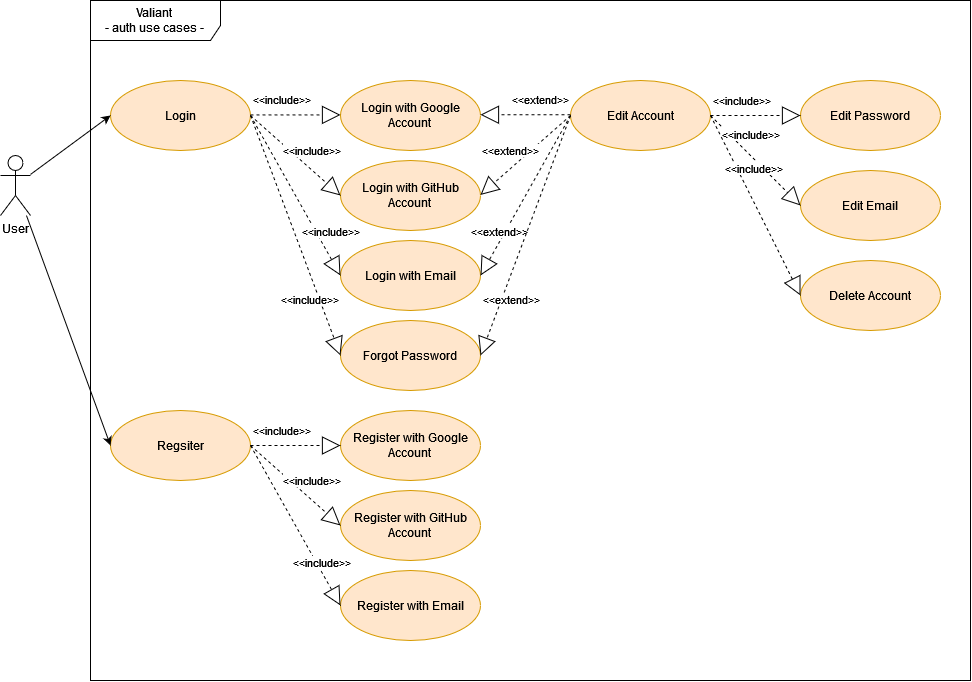 Valiant
- auth use cases -
User
Login
<<include>>
<<include>>
<<include>>
<<include>>
Login with Google
Account
Login with GitHub
Account
Login with Email
Forgot Password
<<extend>>
<<extend>>
<<extend>>
<<extend>>
Edit Account
<<include>>
<<include>>
<<include>>
Edit Password
Edit Email
Delete Account
Regsiter
<<include>>
<<include>>
<<include>>
Register with Google
Account
Register with GitHub
Account
Register with Email